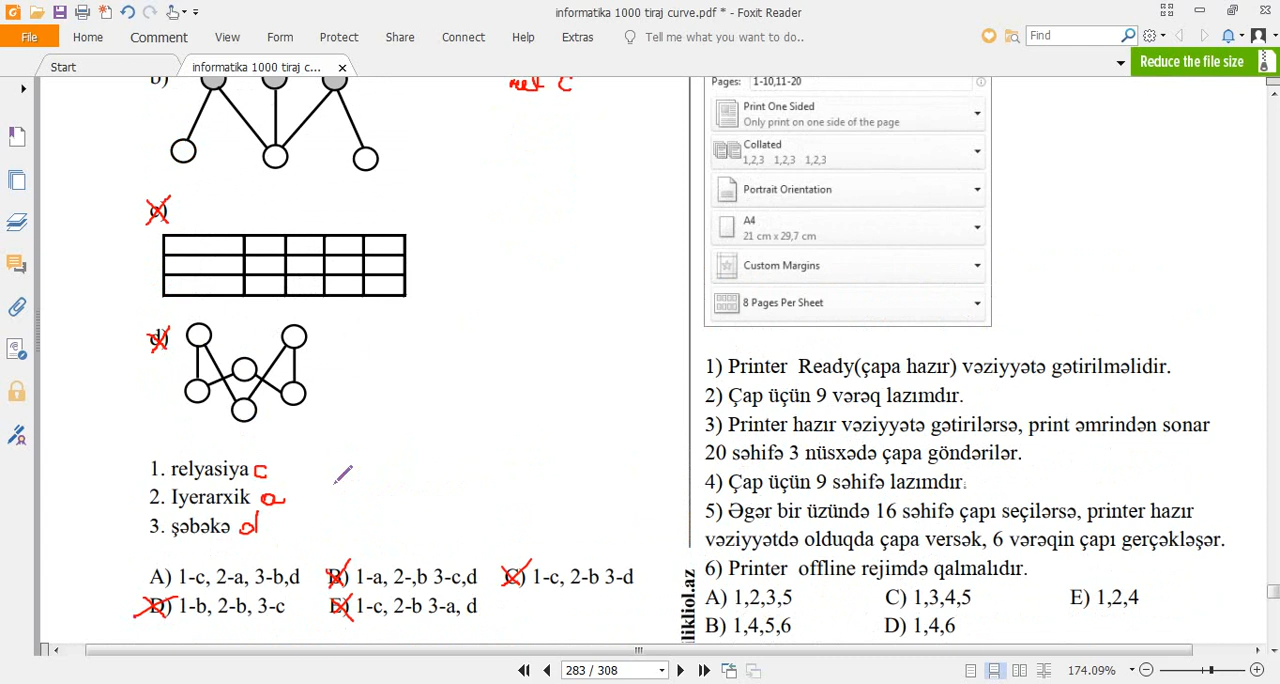 informatika 1000 tiraj curve.pdf * - Foxit Reader
File Home Comment View Form Protect Share Connect Help Extras Tell me what you want to do.. Find
Start informatika 1000 tiraj c...
Reduce the file size
b)
c)
d)
1. relyasiya c
2. Iyerarxik a
3. şəbəkə d
A) 1-c, 2-a, 3-b,d B) 1-a, 2-,b 3-c,d C) 1-c, 2-b 3-d
D) 1-b, 2-b, 3-c E) 1-c, 2-b 3-a, d
Pages: 1-10,11-20
Print One Sided
Only print on one side of the page
Collated
1,2,3 1,2,3 1,2,3
Portrait Orientation
A4
21 cm x 29,7 cm
Custom Margins
8 Pages Per Sheet
1) Printer Ready(çapa hazır) vəziyyətə gətirilməlidir.
2) Çap üçün 9 vərəq lazımdır.
3) Printer hazır vəziyyətə gətirilərsə, print əmrindən sonar
20 səhifə 3 nüsxədə çapa göndərilər.
4) Çap üçün 9 səhifə lazımdır.
5) Əgər bir üzündə 16 səhifə çapı seçilərsə, printer hazır
vəziyyətdə olduqda çapa versək, 6 vərəqin çapı gerçəkləşər.
6) Printer offline rejimdə qalmalıdır.
A) 1,2,3,5 C) 1,3,4,5 E) 1,2,4
B) 1,4,5,6 D) 1,4,6
likliol.az
283 / 308
174.09%